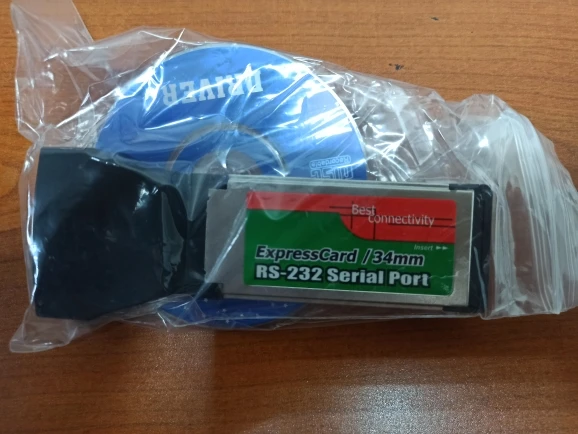 DRIVER
Best
connectivity
Insert ►►
ExpressCard / 34mm
RS-232 Serial Port